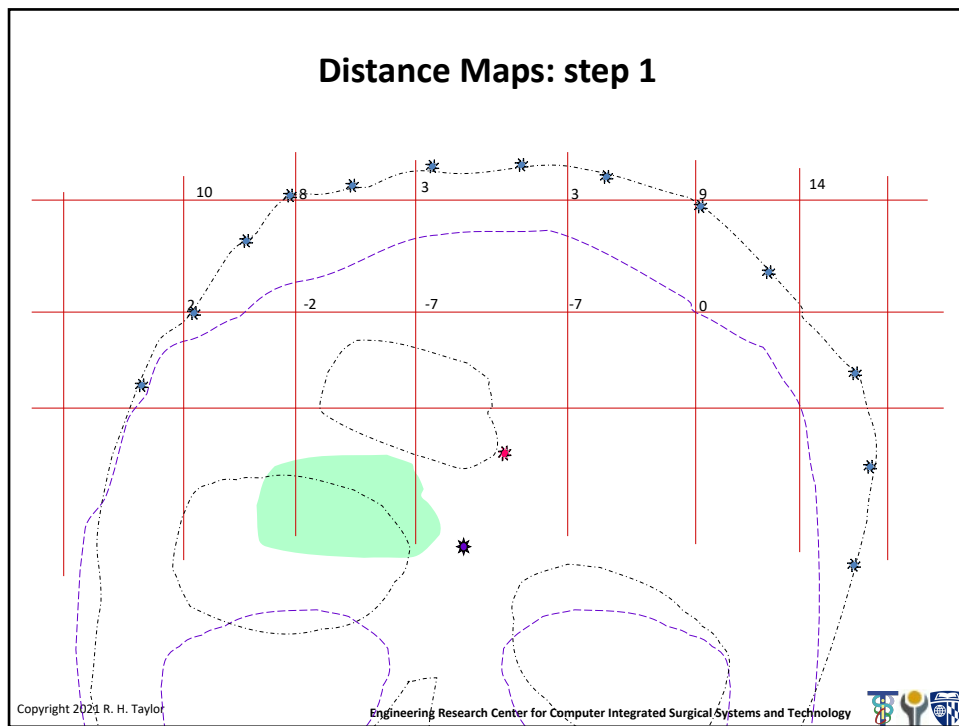 Distance Maps: step 1
10 8 3 3 9 14
2 -2 -7 -7 0
Copyright 2021 R. H. Taylor
Engineering Research Center for Computer Integrated Surgical Systems and Technology